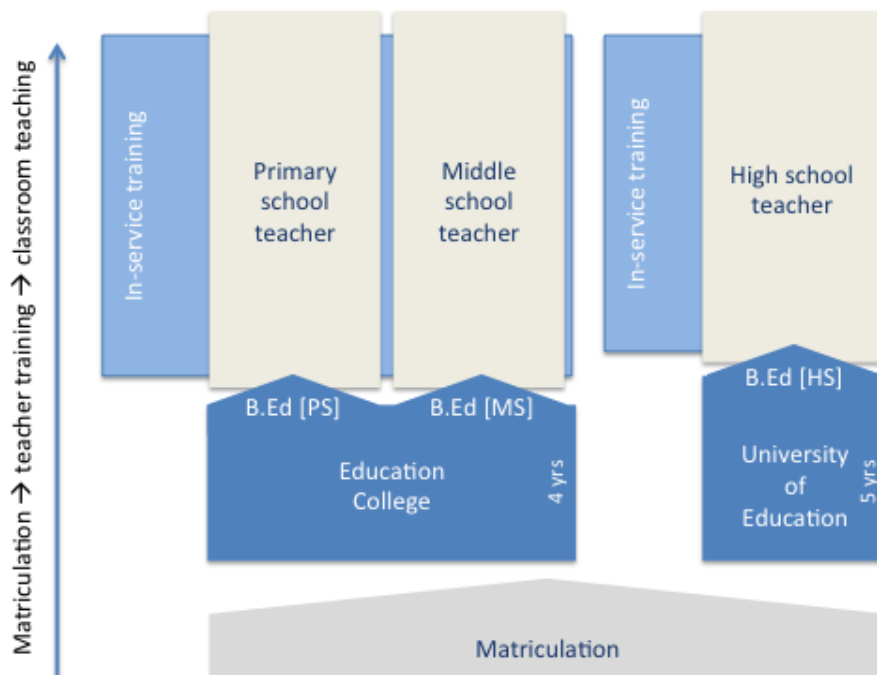 Matriculation → teacher training → classroom teaching
In-service training
Primary
school
teacher
Middle
school
teacher
In-service training
High school
teacher
B.Ed [PS]
B.Ed [MS]
Education
College
4 yrs
B.Ed [HS]
University
of
Education
5 yrs
Matriculation